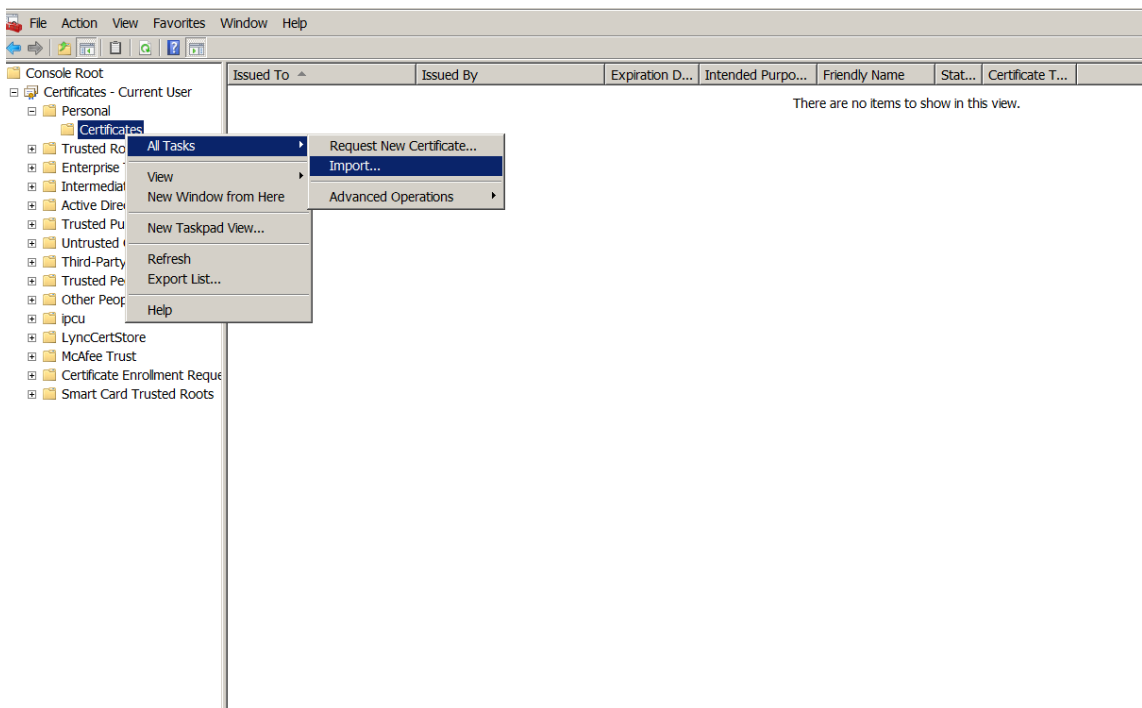 File Action View Favorites Window Help
Console Root
Certificates - Current User
Personal
Certificates
Trusted Ro
Enterprise
Intermediat
Active Dire
Trusted Pu
Untrusted
Third-Party
Trusted Pe
Other Peop
ipcu
LyncCertStore
McAfee Trust
Certificate Enrollment Reque
Smart Card Trusted Roots
All Tasks
View
New Window from Here
New Taskpad View...
Refresh
Export List...
Help
Request New Certificate...
Import...
Advanced Operations
Issued To Issued By Expiration D... Intended Purpo... Friendly Name Stat... Certificate T...
There are no items to show in this view.